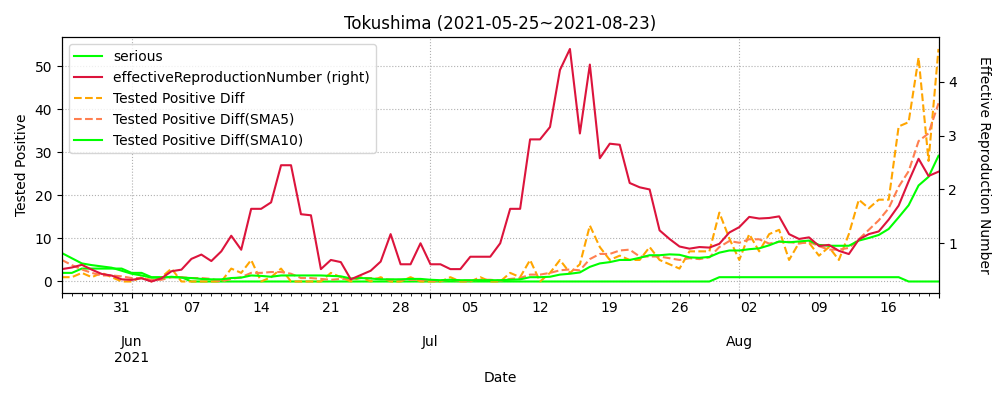 Tokushima (2021-05-25~2021-08-23)
serious
effectiveReproductionNumber (right)
Tested Positive Diff
Tested Positive Diff(SMA5)
Tested Positive Diff(SMA10)
Tested Positive
50
40
30
20
10
0
4
3
2
1
Effective Reproduction Number
31 07 14 21 28 05 12 19 26 02 09 16
Jun Jul Aug
2021
Date